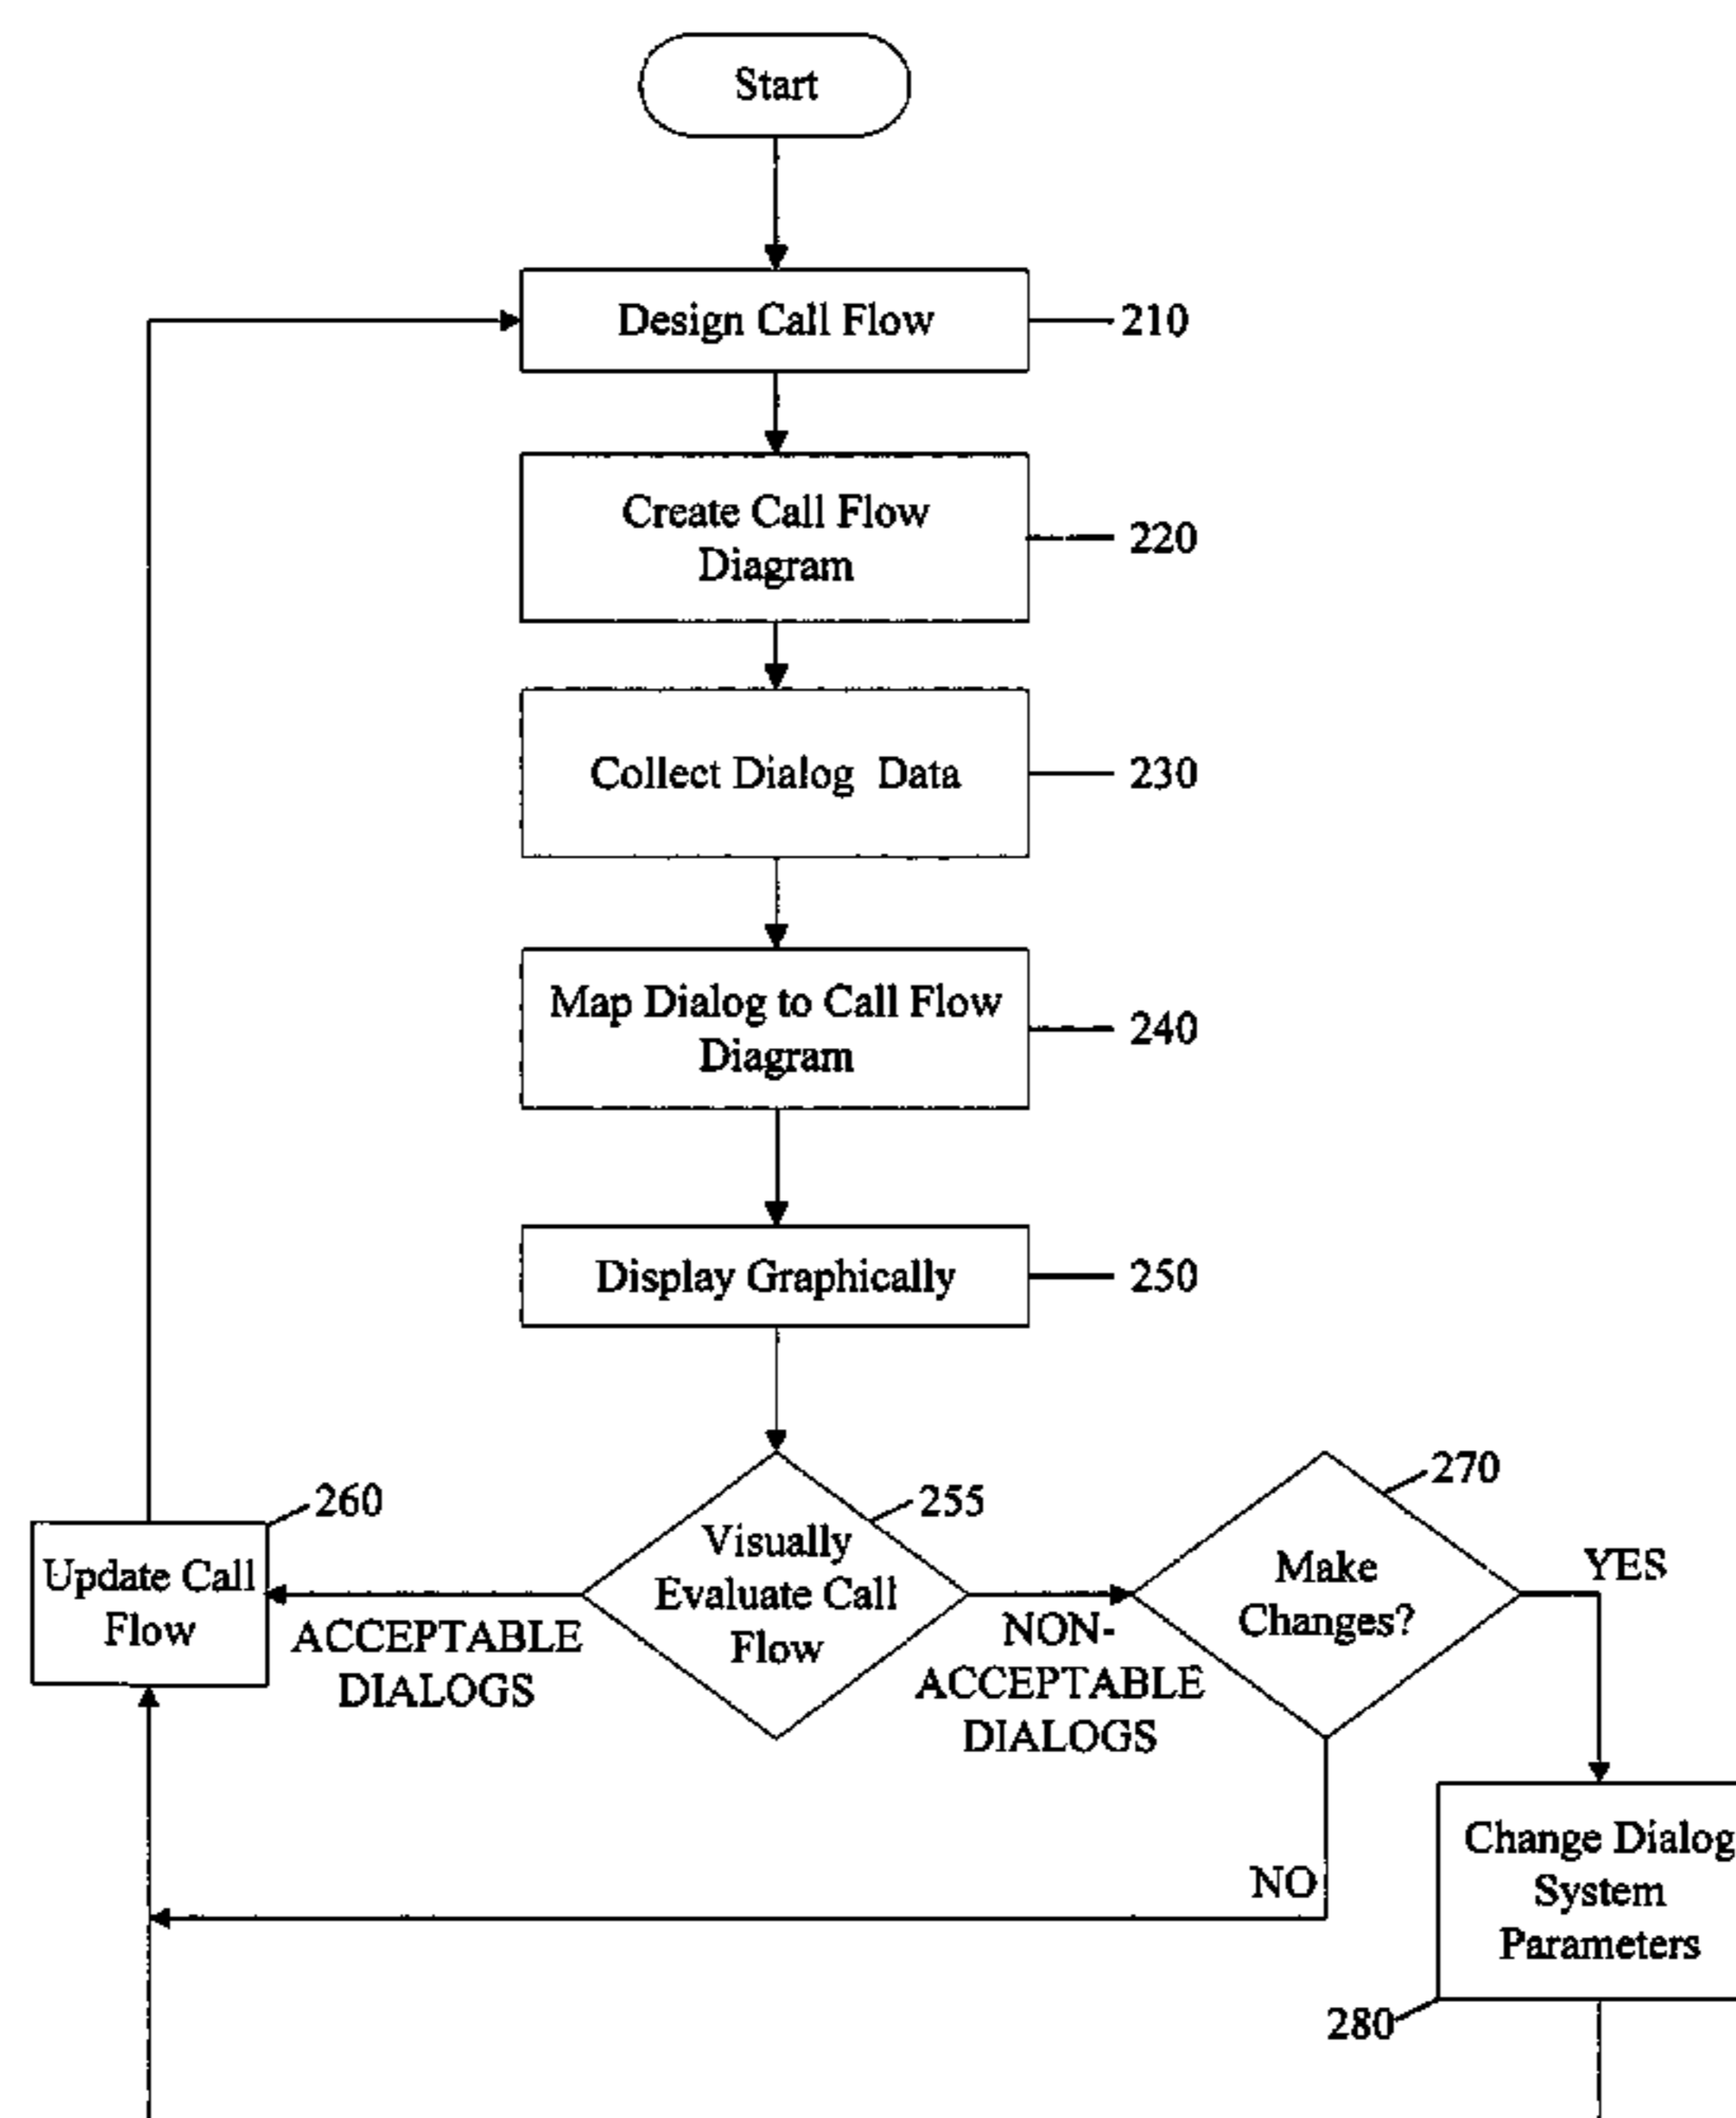 Start
Design Call Flow
210
Create Call Flow
Diagram
220
Collect Dialog Data
230
Map Dialog to Call Flow
Diagram
240
Display Graphically
250
260
Update Call
Flow
ACCEPTABLE
DIALOGS
255
Visually
Evaluate Call
Flow
NON-
ACCEPTABLE
DIALOGS
270
Make
Changes?
YES
NO
Change Dialog
System
Parameters
280